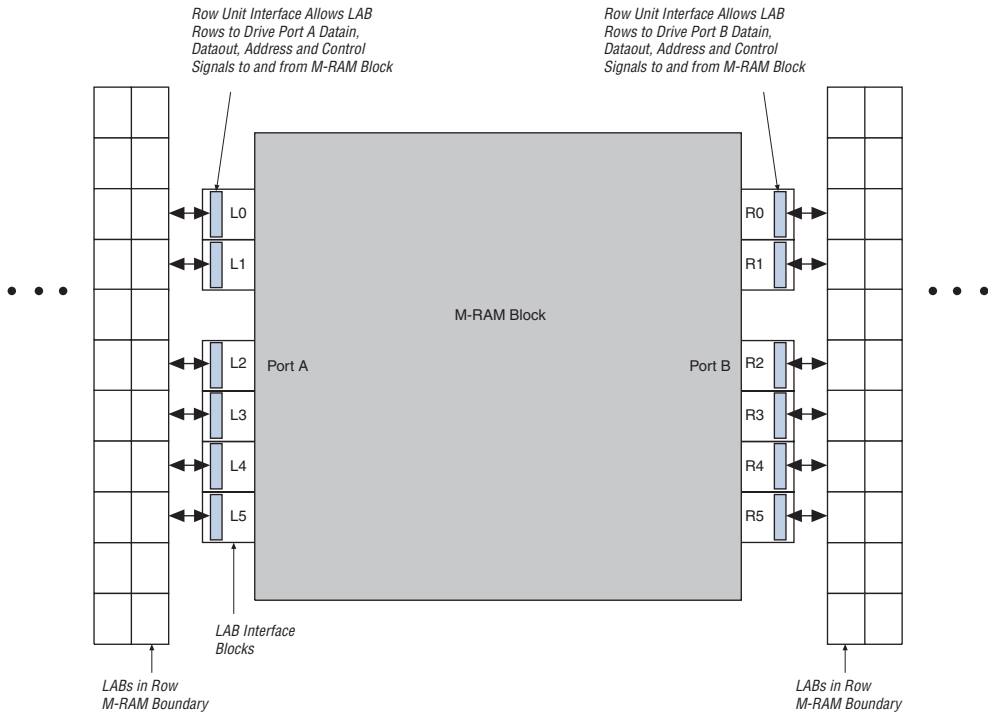 Row Unit Interface Allows LAB
Rows to Drive Port A Datain,
Dataout, Address and Control
Signals to and from M-RAM Block
Row Unit Interface Allows LAB
Rows to Drive Port B Datain,
Dataout, Address and Control
Signals to and from M-RAM Block
L0
R0
L1
R1
M-RAM Block
Port A
L2
Port B
R2
L3
R3
L4
R4
L5
R5
LAB Interface
Blocks
LABs in Row
M-RAM Boundary
LABs in Row
M-RAM Boundary